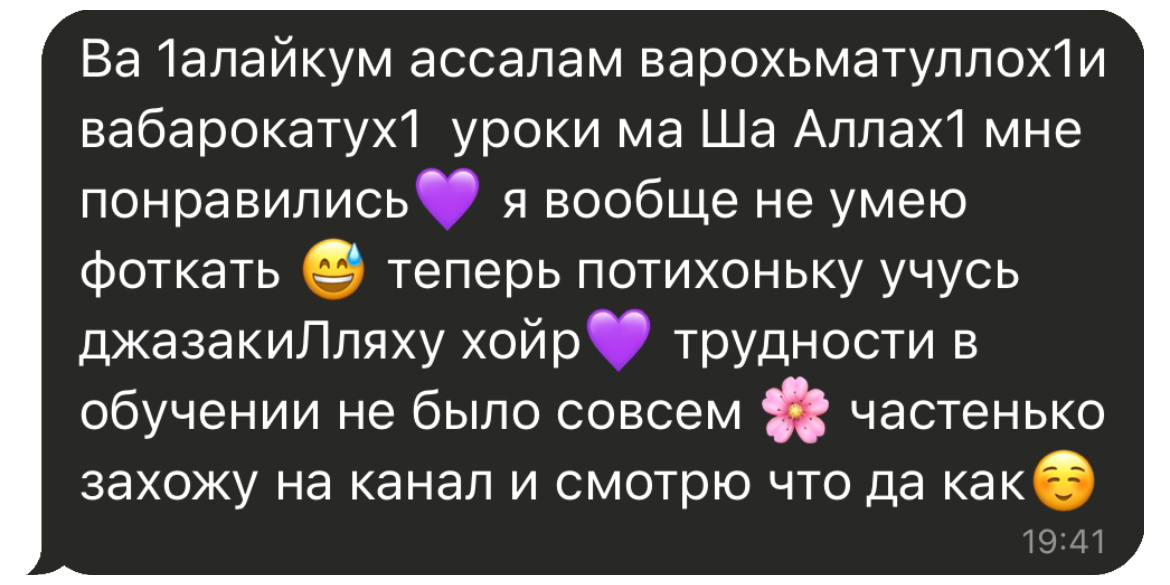 Ва 1алайкум ассалам варохьматуллох1и
вабарокатух1  уроки ма Ша Аллах1 мне
понравились💜 я вообще не умею
фоткать 😅 теперь потихоньку учусь
джазакиЛляху хойр💜 трудности в
обучении не было совсем 🌸 частенько
захожу на канал и смотрю что да как☺️
19:41